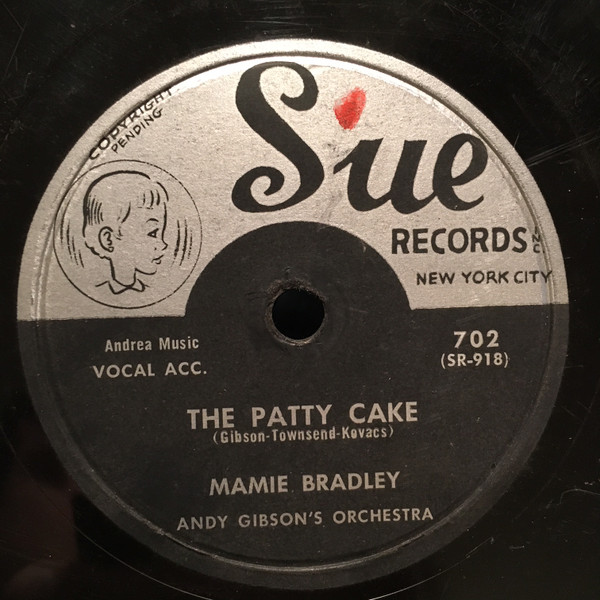 COPYRIGHT
PENDING
Sue
RECORDS INC
NEW YORK CITY
Andrea Music
VOCAL ACC.
702
(SR-918)
THE PATTY CAKE
(Gibson-Townsend-Kovacs)
MAMIE BRADLEY
ANDY GIBSON'S ORCHESTRA